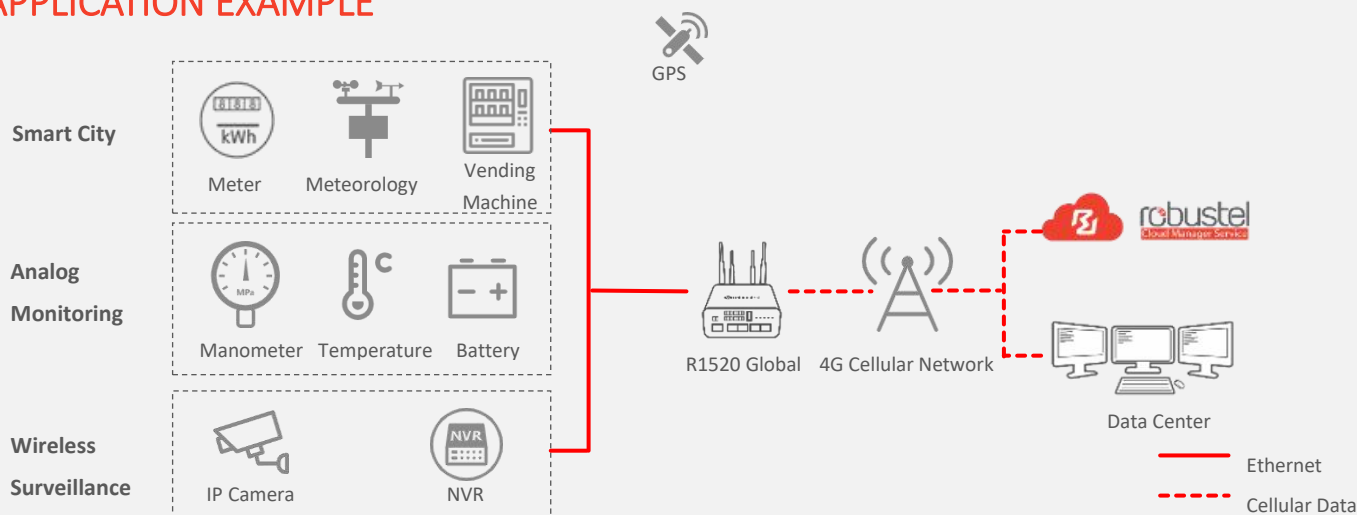 APPLICATION EXAMPLE
GPS
Smart City
8188
kWh
Meter
Meteorology
Vending
Machine
Analog
Monitoring
MPa
C
Manometer
Temperature
Battery
R1520 Global
4G Cellular Network
robustel
Cloud Manager Service
Data Center
Wireless
Surveillance
IP Camera
NVR
NVR
Ethernet
Cellular Data